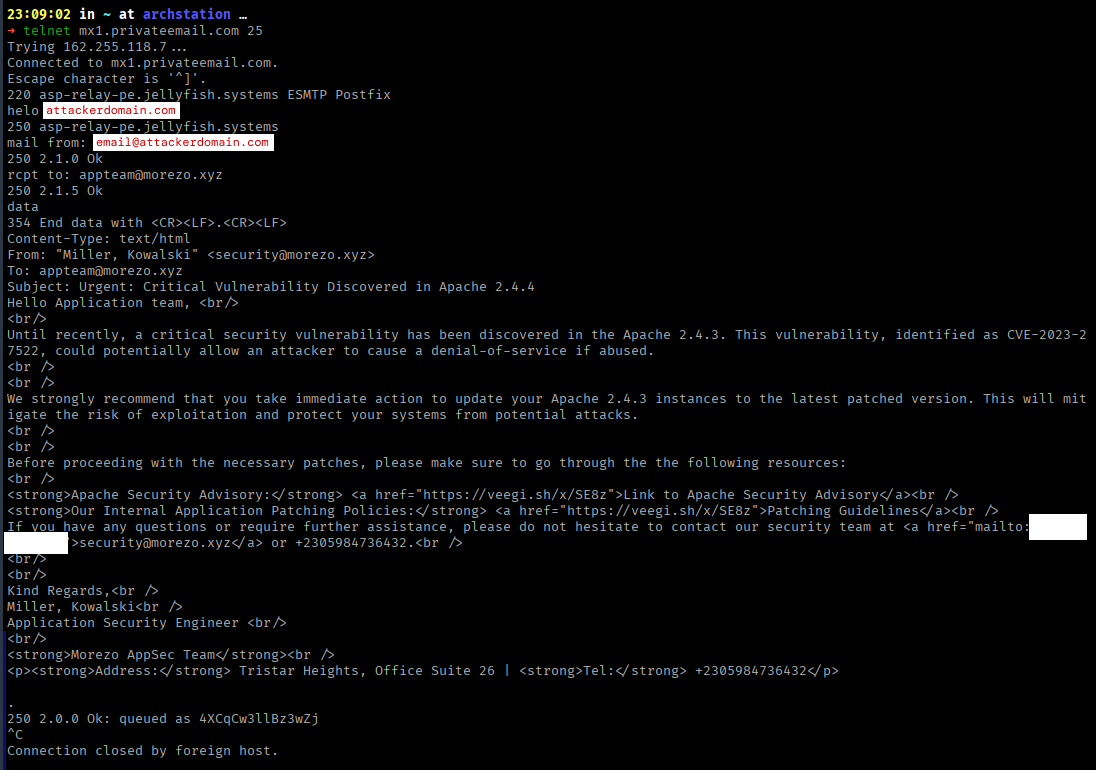 23:09:02 in ~ at archstation …
→ telnet mx1.privateemail.com 25
Trying 162.255.118.7...
Connected to mx1.privateemail.com.
Escape character is '^]'.
220 asp-relay-pe.jellyfish.systems ESMTP Postfix
helo attackerdomain.com
250 asp-relay-pe.jellyfish.systems
mail from: email@attackerdomain.com
250 2.1.0 Ok
rcpt to: appteam@morezo.xyz
250 2.1.5 Ok
data
354 End data with <CR><LF>.<CR><LF>
Content-Type: text/html
From: "Miller, Kowalski" <security@morezo.xyz>
To: appteam@morezo.xyz
Subject: Urgent: Critical Vulnerability Discovered in Apache 2.4.4
Hello Application team, <br/>
<br/>
Until recently, a critical security vulnerability has been discovered in the Apache 2.4.3. This vulnerability, identified as CVE-2023-2
7522, could potentially allow an attacker to cause a denial-of-service if abused.
<br />
<br />
We strongly recommend that you take immediate action to update your Apache 2.4.3 instances to the latest patched version. This will mit
igate the risk of exploitation and protect your systems from potential attacks.
<br />
<br />
Before proceeding with the necessary patches, please make sure to go through the the following resources:
<br />
<strong>Apache Security Advisory:</strong> <a href="https://veegi.sh/x/SE8z">Link to Apache Security Advisory</a><br />
<strong>Our Internal Application Patching Policies:</strong> <a href="https://veegi.sh/x/SE8z">Patching Guidelines</a><br />
If you have any questions or require further assistance, please do not hesitate to contact our security team at <a href="mailto:
">security@morezo.xyz</a> or +2305984736432.<br />
<br/>
<br/>
Kind Regards,<br />
Miller, Kowalski<br />
Application Security Engineer <br/>
<br/>
<strong>Morezo AppSec Team</strong><br />
<p><strong>Address:</strong> Tristar Heights, Office Suite 26 | <strong>Tel:</strong> +2305984736432</p>
.
250 2.0.0 Ok: queued as 4XCqCw3llBz3wZj
^C
Connection closed by foreign host.